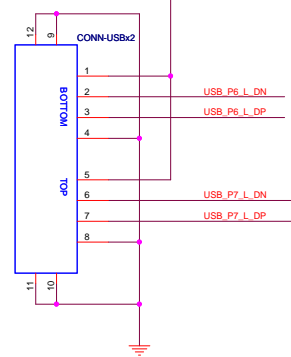 12
9
CONN-USBx2
1
2
USB_P6_L_DN
3
USB_P6_L_DP
4
BOTTOM
5
TOP
6
USB_P7_L_DN
7
USB_P7_L_DP
8
11
10